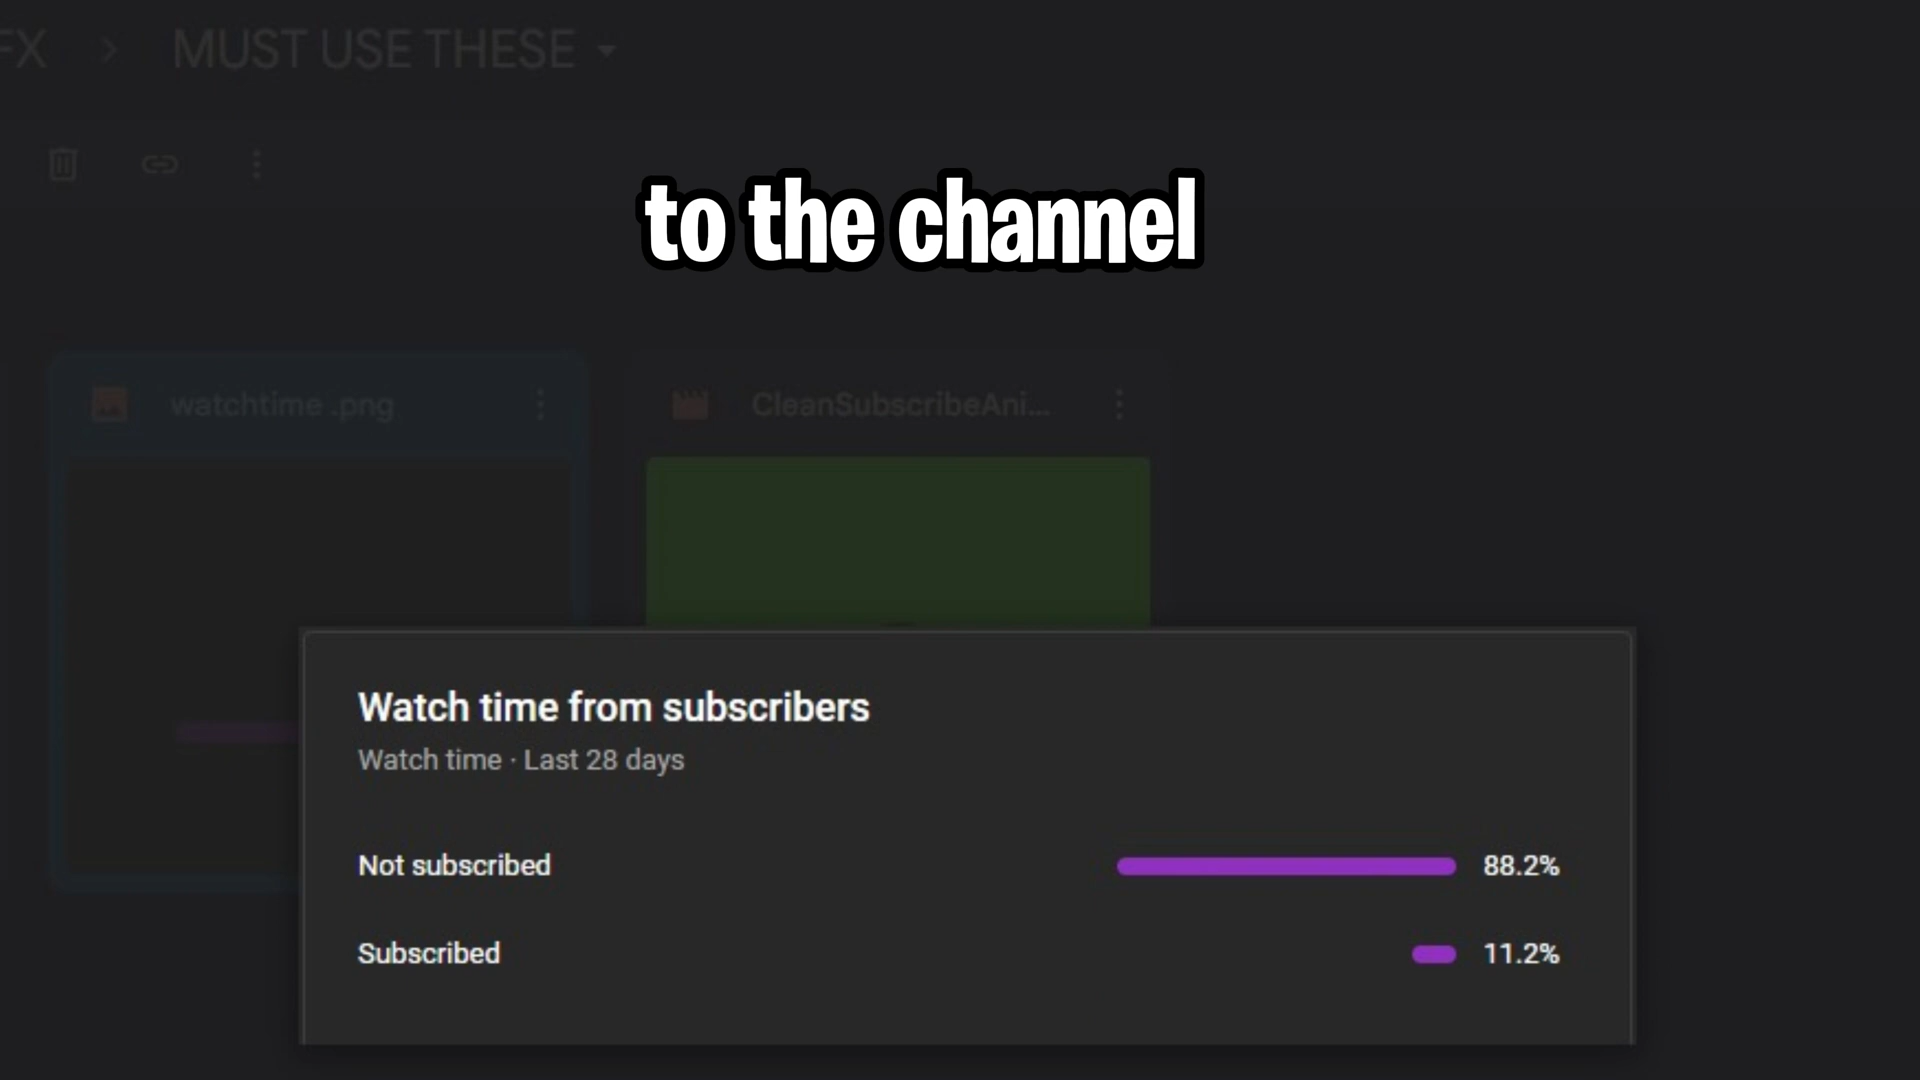 FX > MUST USE THESE
to the channel
watchtime .png
CleanSubscribeAni...
Watch time from subscribers
Watch time · Last 28 days
Not subscribed 88.2%
Subscribed 11.2%